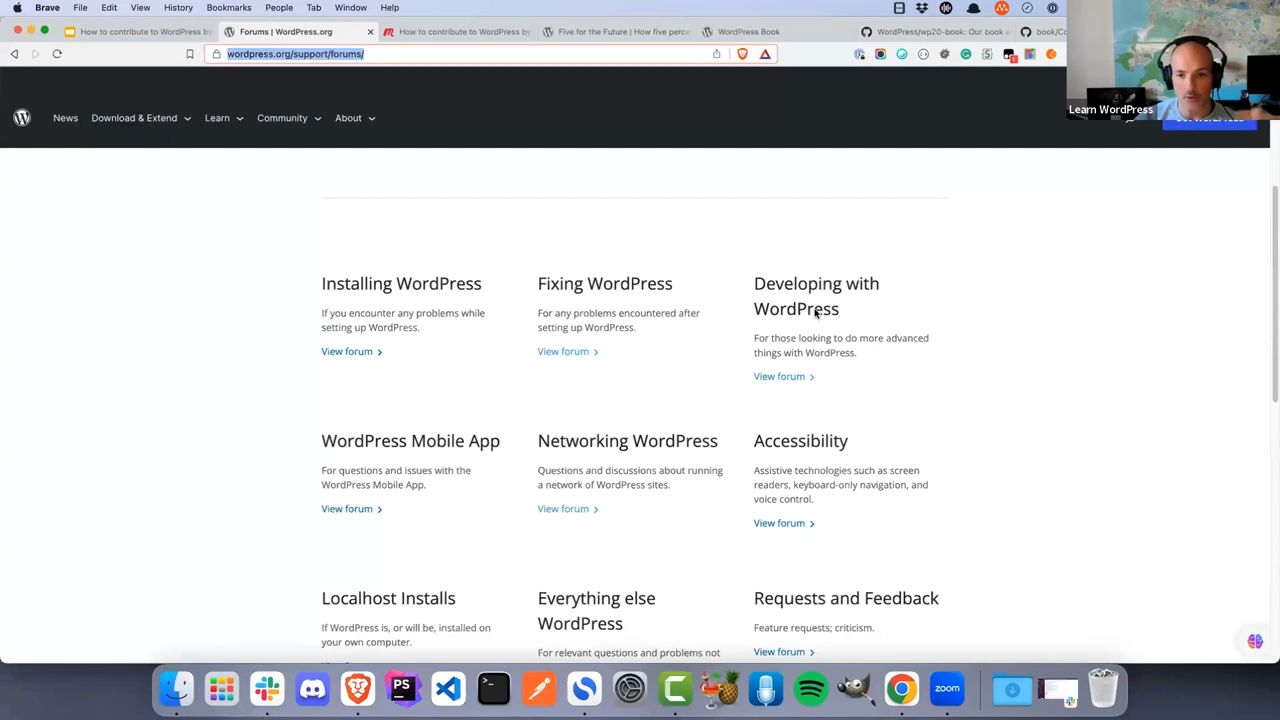 Brave File Edit View History Bookmarks People Tab Window Help
How to contribute to WordPress by
Forums | WordPress.org
How to contribute to WordPress by
Five for the Future | How five perce
WordPress Book
WordPress/wp20-book: Our book a
book/Co
wordpress.org/support/forums/
Learn WordPress
News Download & Extend Learn Community About
Installing WordPress
If you encounter any problems while
setting up WordPress.
View forum
Fixing WordPress
For any problems encountered after
setting up WordPress.
View forum
Developing with
WordPress
For those looking to do more advanced
things with WordPress.
View forum
WordPress Mobile App
For questions and issues with the
WordPress Mobile App.
View forum
Networking WordPress
Questions and discussions about running
a network of WordPress sites.
View forum
Accessibility
Assistive technologies such as screen
readers, keyboard-only navigation, and
voice control.
View forum
Localhost Installs
If WordPress is, or will be, installed on
your own computer.
Everything else
WordPress
For relevant questions and problems not
Requests and Feedback
Feature requests; criticism.
View forum
PS
zoom